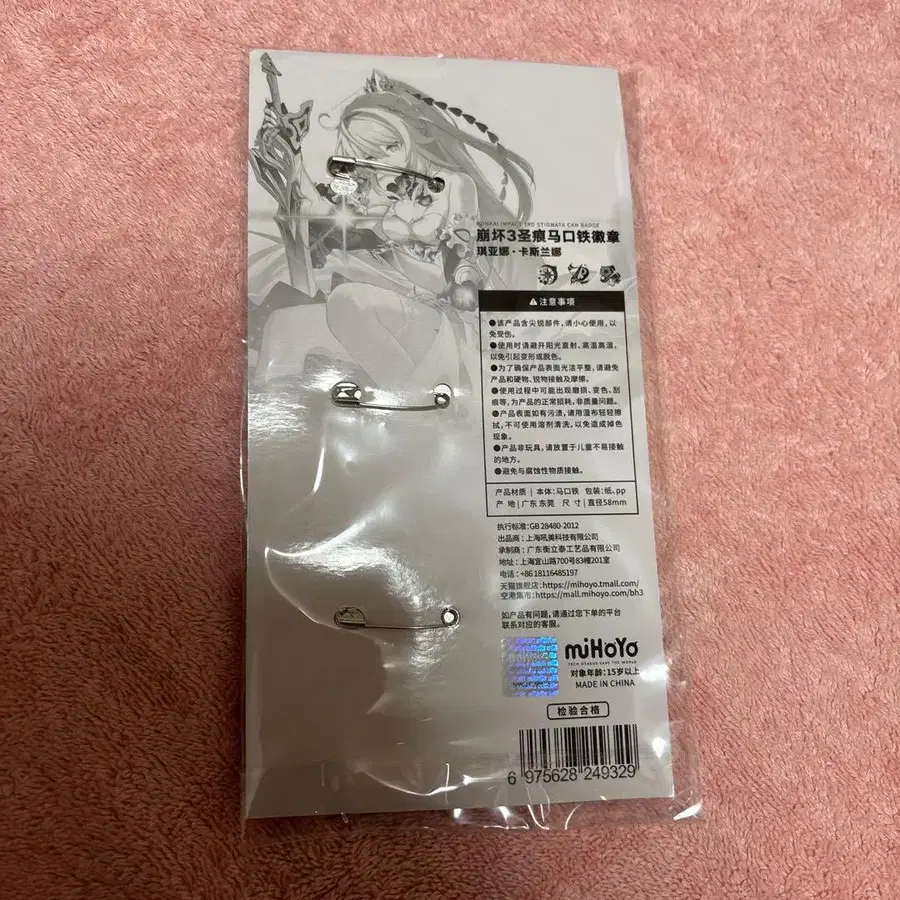 HONKAI IMPACT 3RD STIGMATA CAN BADGE
崩坏3圣痕马口铁徽章
琪亚娜·卡斯兰娜
注意事项
●该产品含尖锐部件,请小心使用,以
免受伤。
●使用时请避开阳光直射、高温高湿,
以免引起变形或脱色。
●为了确保产品表面光洁平整,请避免
产品和硬物、锐物接触及摩擦。
●使用过程中可能出现磨损、变色、刮
痕等,为产品的正常损耗,非质量问题。
●产品表面如有污渍,请用湿布轻轻擦
拭,不可使用溶剂清洗,以免造成掉色
现象。
●产品非玩具,请放置于儿童不易接触
的地方。
●避免与腐蚀性物质接触。
产品材质 | 本体:马口铁 包装:纸、pp
产 地 | 广东 东莞 尺 寸 | 直径58mm
执行标准:GB 28480-2012
出品商:上海吼美科技有限公司
承制商:广东衡立泰工艺品有限公司
地址:上海宜山路700号83幢201室
电话:+86 18116485197
天猫旗舰店:https://mihoyo.tmall.com/
空港集市:https://mall.mihoyo.com/bh3
如产品有问题,请通过您下单的平台
联系对应的客服。
miHoYo
TECH OTAKUS SAVE THE WORLD
对象年龄:15岁以上
MADE IN CHINA
检验合格
6 975628 249329